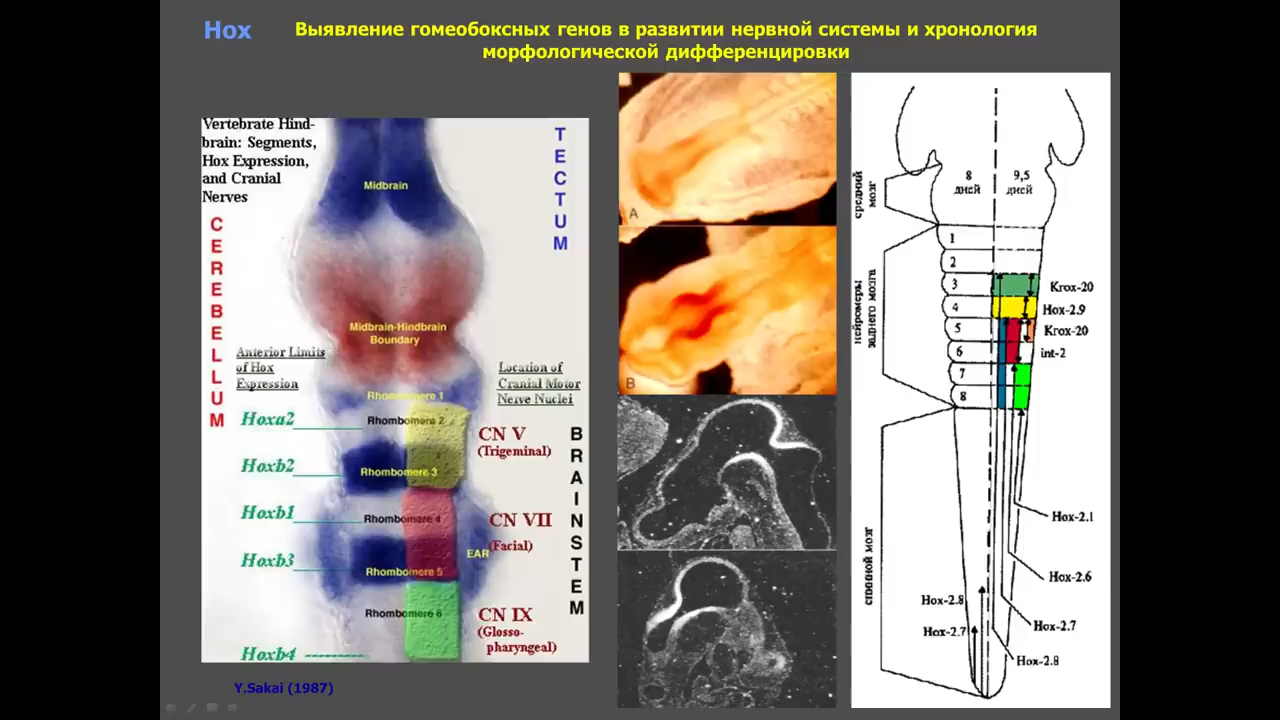 Hox
Выявление гомеобоксных генов в развитии нервной системы и хронология
морфологической дифференцировки
Vertebrate Hind-
brain: Segments,
Hox Expression,
and Cranial
Nerves
CEREBELLUM
TECTUM
Midbrain
Midbrain-Hindbrain
Boundary
Anterior Limits
of Hox
Expression
Location of
Cranial Motor
Nerve Nuclei
Rhombomere 1
Hoxa2
Rhombomere 2
CN V
(Trigeminal)
Hoxb2
Rhombomere 3
Hoxb1
Rhombomere 4
CN VII
(Facial)
EAR
Hoxb3
Rhombomere 5
Rhombomere 6
CN IX
(Glosso-
pharyngeal)
Hoxb4
BRAINSTEM
Y.Sakai (1987)
A
B
8
дней
9,5
дней
средний
мозг
нейромеры
заднего мозга
спинной мозг
1
2
3
4
5
6
7
8
Krox-20
Hox-2.9
Krox-20
int-2
Hox-2.1
Hox-2.6
Hox-2.7
Hox-2.8
Hox-2.8
Hox-2.7